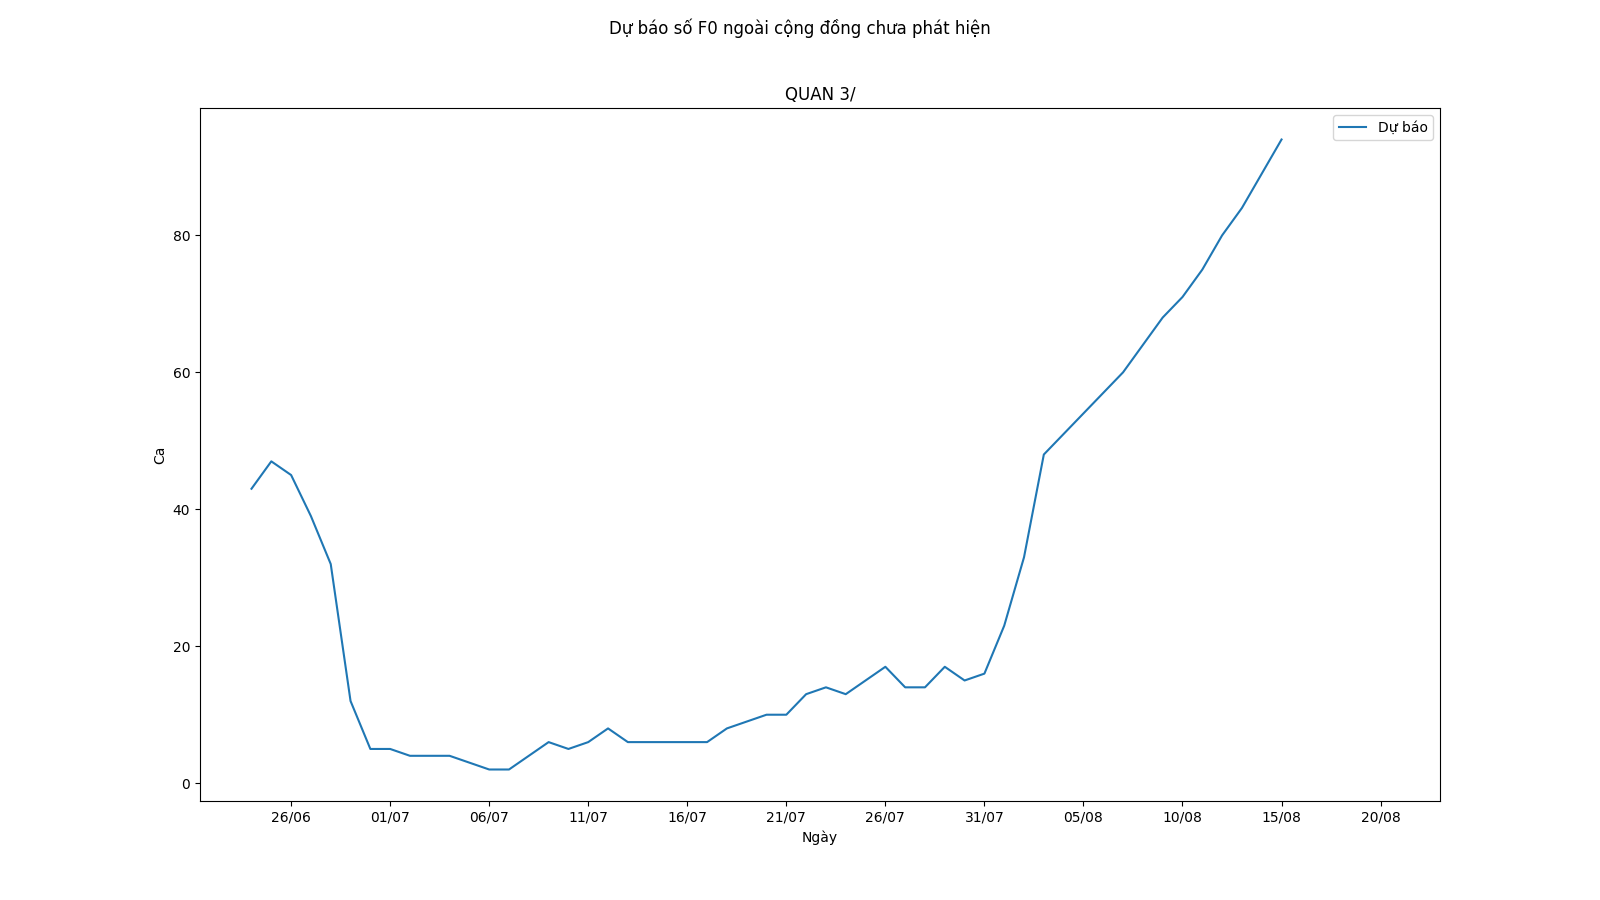 Dự báo số F0 ngoài cộng đồng chưa phát hiện
QUAN 3/
Dự báo
80
60
40
20
0
Ca
26/06 01/07 06/07 11/07 16/07 21/07 26/07 31/07 05/08 10/08 15/08 20/08
Ngày